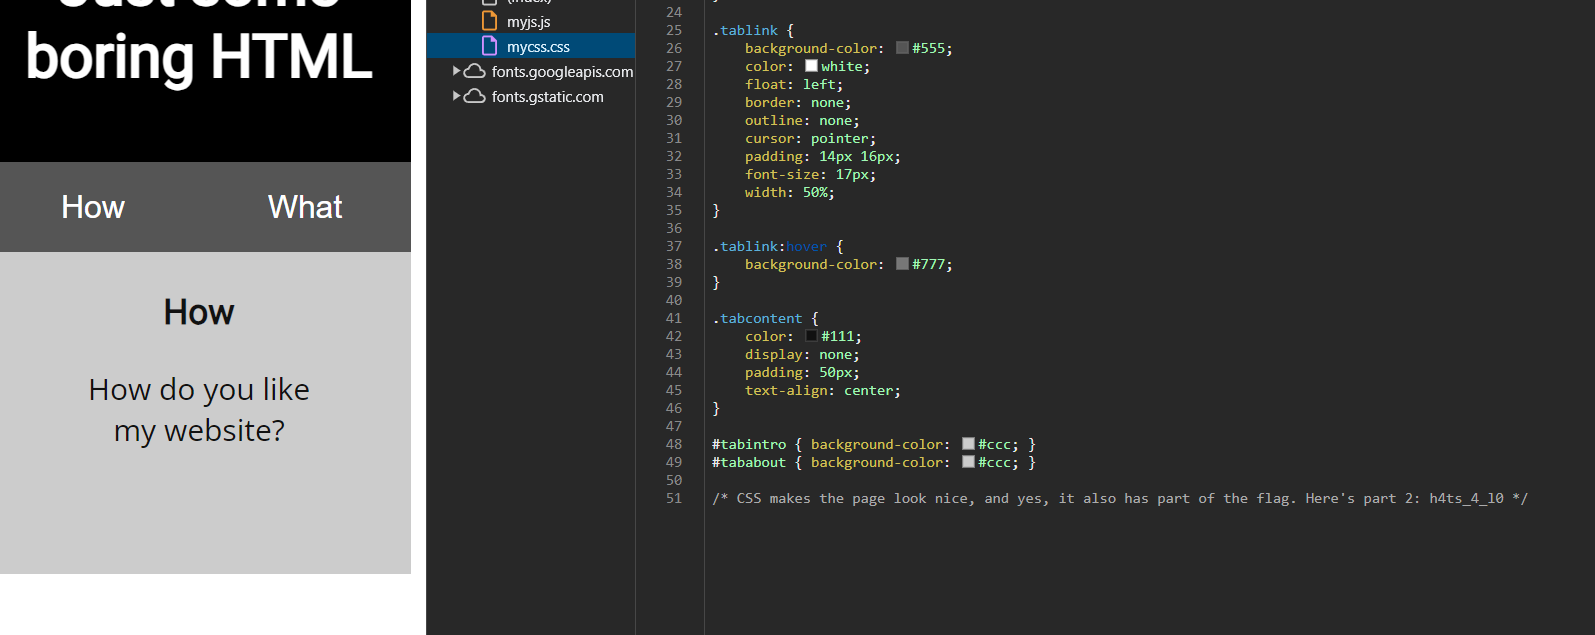 Just some
boring HTML
How
What
How
How do you like
my website?
(index)
myjs.js
mycss.css
fonts.googleapis.com
fonts.gstatic.com
24 }
25 .tablink {
26 background-color: #555;
27 color: white;
28 float: left;
29 border: none;
30 outline: none;
31 cursor: pointer;
32 padding: 14px 16px;
33 font-size: 17px;
34 width: 50%;
35 }
36
37 .tablink:hover {
38 background-color: #777;
39 }
40
41 .tabcontent {
42 color: #111;
43 display: none;
44 padding: 50px;
45 text-align: center;
46 }
47
48 #tabintro { background-color: #ccc; }
49 #tababout { background-color: #ccc; }
50
51 /* CSS makes the page look nice, and yes, it also has part of the flag. Here's part 2: h4ts_4_l0 */